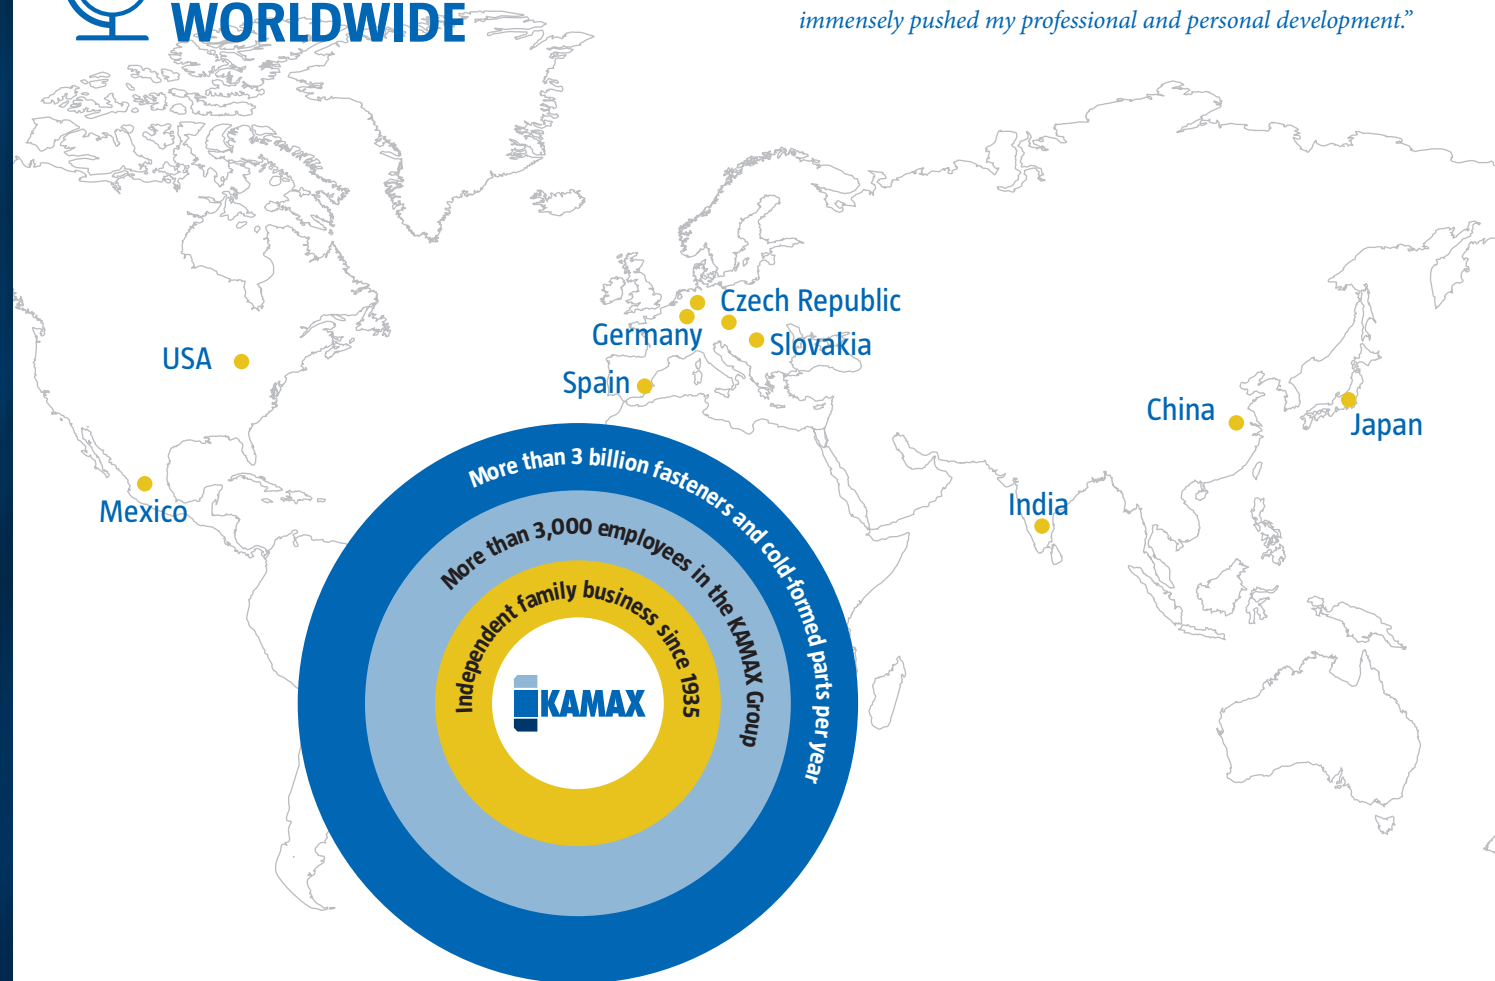 WORLDWIDE
immensely pushed my professional and personal development.”
Czech Republic
Germany
Slovakia
USA
Spain
China
Japan
Mexico
India
More than 3 billion fasteners and cold-formed parts per year
More than 3,000 employees in the KAMAX Group
Independent family business since 1935
KAMAX